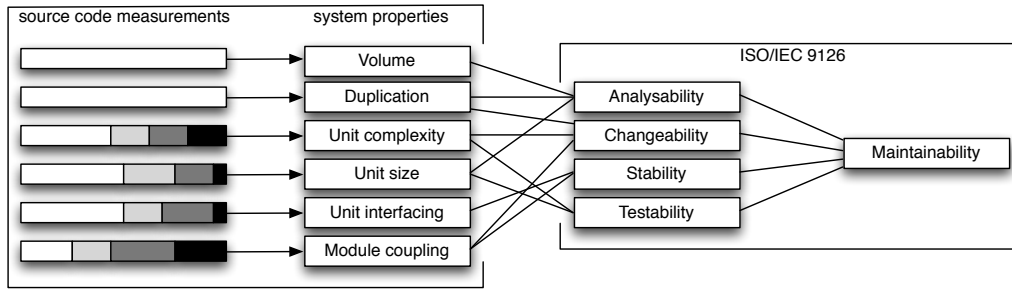 source code measurements
system properties
ISO/IEC 9126
Volume
Duplication
Unit complexity
Unit size
Unit interfacing
Module coupling
Analysability
Changeability
Stability
Testability
Maintainability